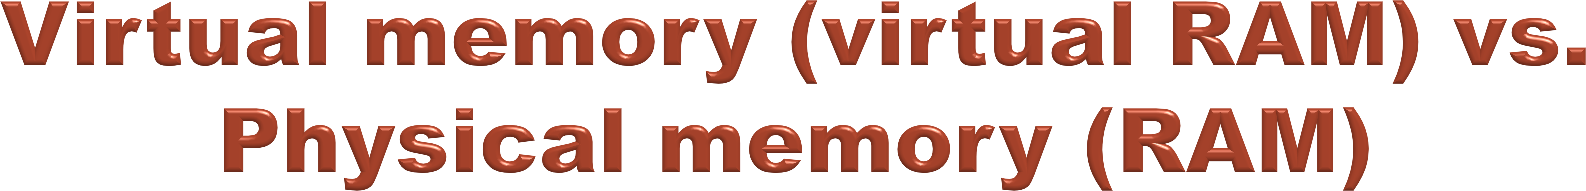 Virtual memory (virtual RAM) vs.
Physical memory (RAM)